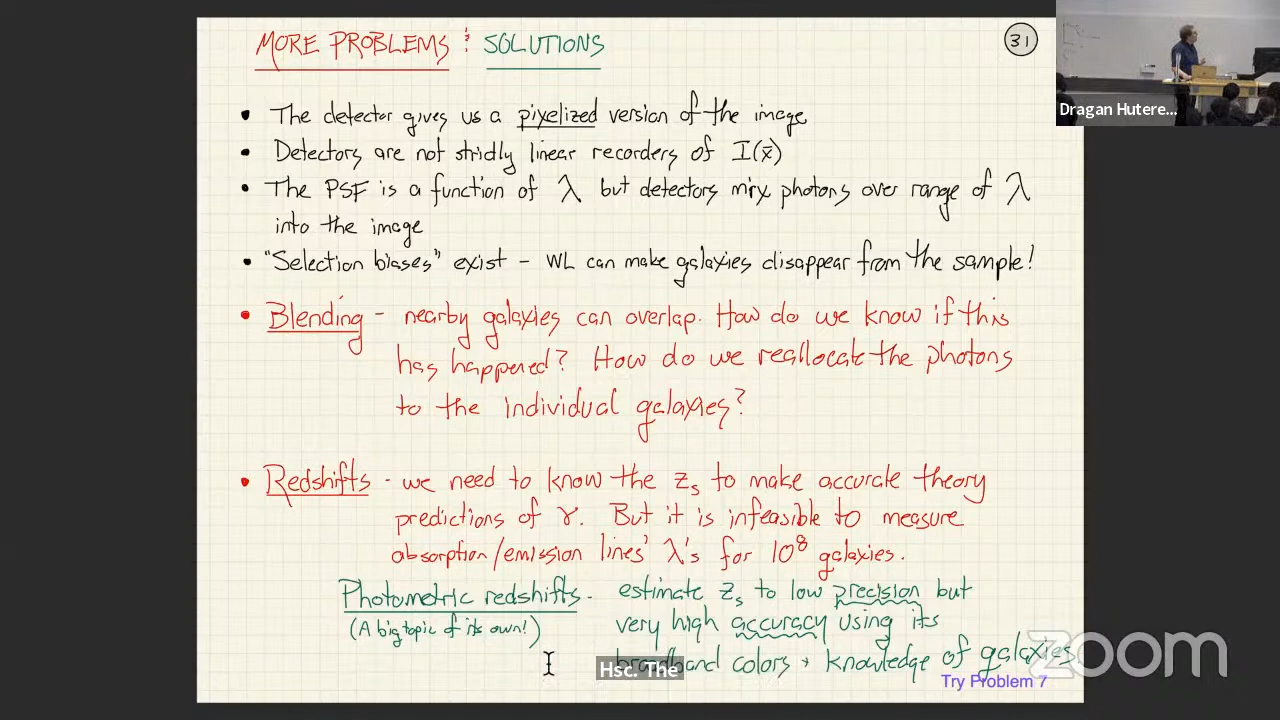 MORE PROBLEMS & SOLUTIONS
31
• The detector gives us a pixelized version of the image
• Detectors are not strictly linear recorders of I(x⃗)
• The PSF is a function of λ but detectors mix photons over range of λ
into the image
• "Selection biases" exist - WL can make galaxies disappear from the sample!
• Blending - nearby galaxies can overlap. How do we know if this
has happened? How do we reallocate the photons
to the individual galaxies?
• Redshifts - we need to know the zₛ to make accurate theory
predictions of γ. But it is infeasible to measure
absorption/emission lines' λ's for 10⁸ galaxies.
Photometric redshifts - estimate zₛ to low precision but
(A big topic of its own!) very high accuracy using its
broadband colors + knowledge of galaxies
Try Problem 7
Dragan Hutere...
Hsc. The
zoom